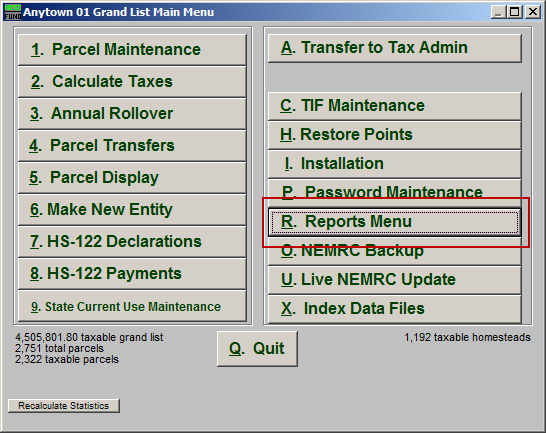 FUND
Anytown 01 Grand List Main Menu
1. Parcel Maintenance
2. Calculate Taxes
3. Annual Rollover
4. Parcel Transfers
5. Parcel Display
6. Make New Entity
7. HS-122 Declarations
8. HS-122 Payments
9. State Current Use Maintenance
A. Transfer to Tax Admin
C. TIF Maintenance
H. Restore Points
I. Installation
P. Password Maintenance
R. Reports Menu
O. NEMRC Backup
U. Live NEMRC Update
X. Index Data Files
4,505,801.80 taxable grand list
2,751 total parcels
2,322 taxable parcels
Q. Quit
1,192 taxable homesteads
Recalculate Statistics